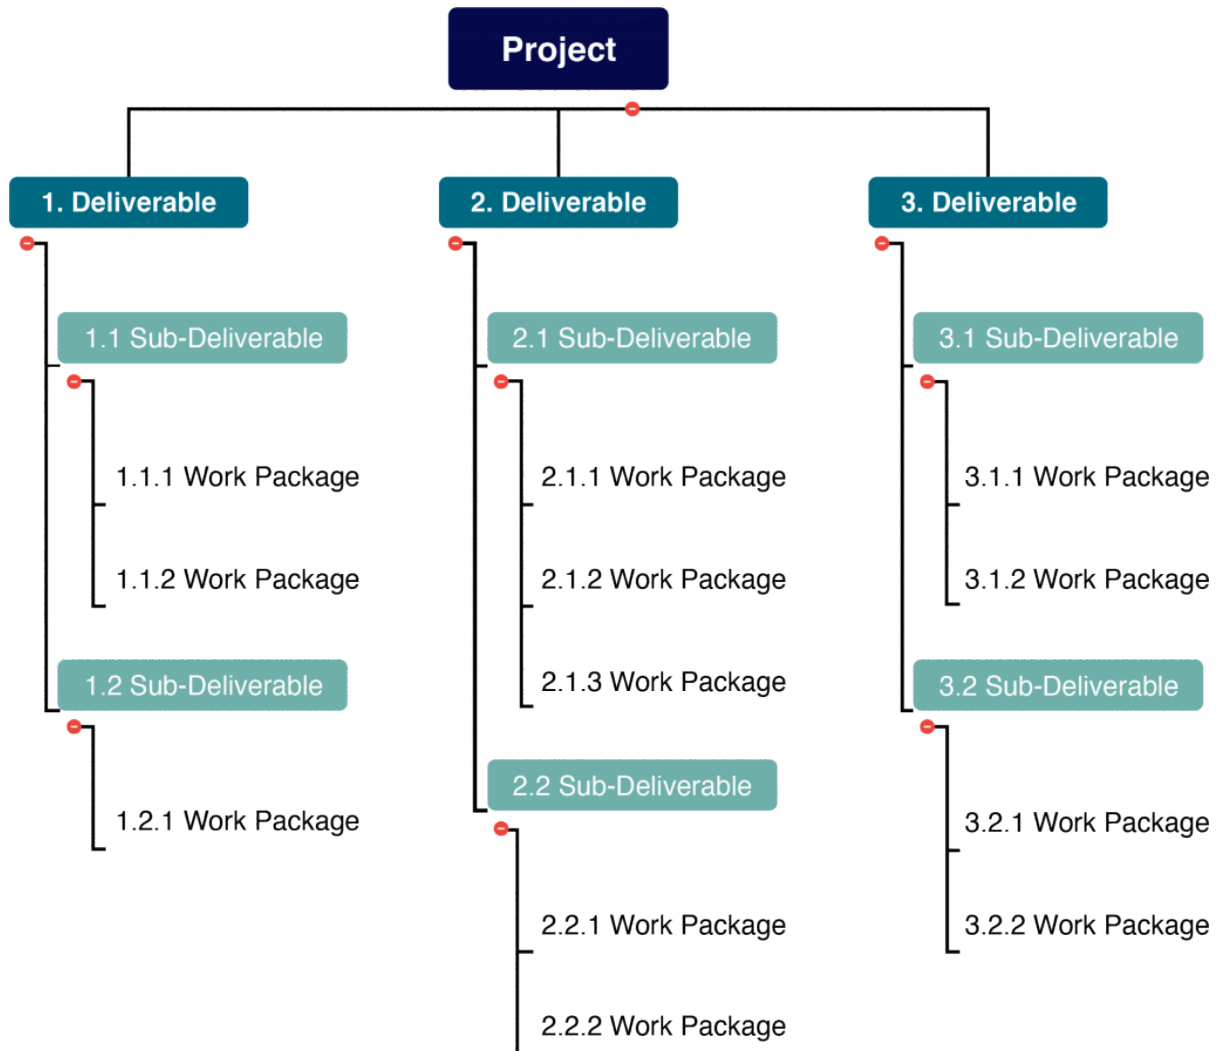 Project
1. Deliverable
1.1 Sub-Deliverable
1.1.1 Work Package
1.1.2 Work Package
1.2 Sub-Deliverable
1.2.1 Work Package
2. Deliverable
2.1 Sub-Deliverable
2.1.1 Work Package
2.1.2 Work Package
2.1.3 Work Package
2.2 Sub-Deliverable
2.2.1 Work Package
2.2.2 Work Package
3. Deliverable
3.1 Sub-Deliverable
3.1.1 Work Package
3.1.2 Work Package
3.2 Sub-Deliverable
3.2.1 Work Package
3.2.2 Work Package